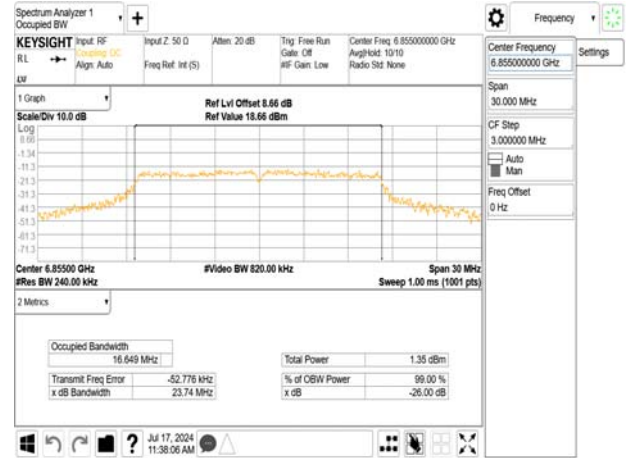 Spectrum Analyzer 1
Occupied BW
Frequency
KEYSIGHT Input: RF Input Z: 50 Ω Atten: 20 dB Trig: Free Run Center Freq: 6.855000000 GHz
RL Coupling: DC Gate: Off Avg|Hold: 10/10
Align: Auto Freq Ref: Int (S) #IF Gain: Low Radio Std: None
Center Frequency
6.855000000 GHz
Settings
Span
30.000 MHz
CF Step
3.000000 MHz
Auto
Man
Freq Offset
0 Hz
1 Graph
Ref Lvl Offset 8.66 dB
Scale/Div 10.0 dB Ref Value 18.66 dBm
Log
8.66
-1.34
-11.3
-21.3
-31.3
-41.3
-51.3
-61.3
-71.3
Center 6.85500 GHz #Video BW 820.00 kHz Span 30 MHz
#Res BW 240.00 kHz Sweep 1.00 ms (1001 pts)
2 Metrics
Occupied Bandwidth
16.649 MHz Total Power 1.35 dBm
Transmit Freq Error -52.776 kHz % of OBW Power 99.00 %
x dB Bandwidth 23.74 MHz x dB -26.00 dB
Jul 17, 2024
11:38:06 AM